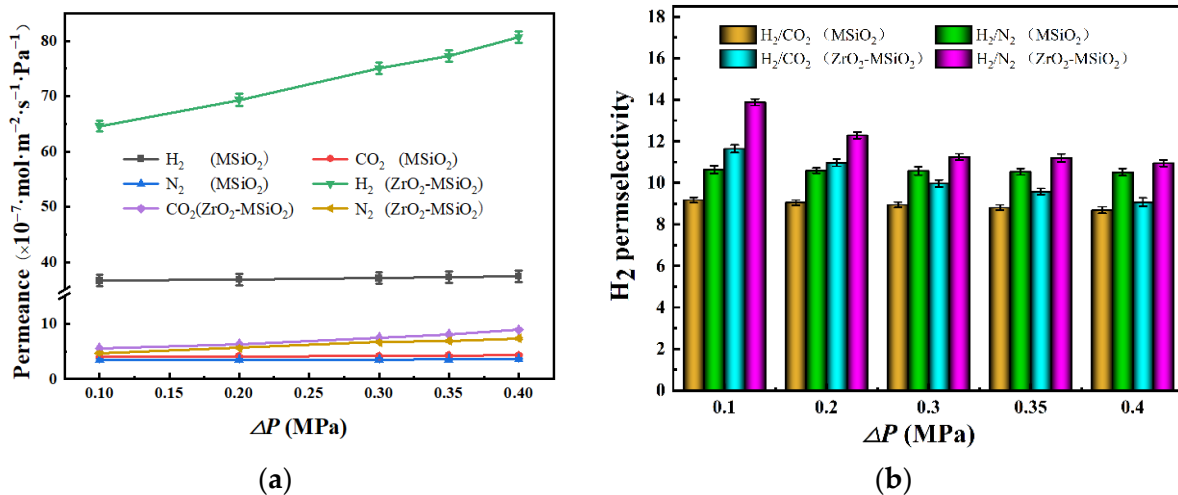 80
70
60
50
40
10
0
Permeance (×10⁻⁷·mol·m⁻²·s⁻¹·Pa⁻¹)
H₂ (MSiO₂) CO₂ (MSiO₂)
N₂ (MSiO₂) H₂ (ZrO₂-MSiO₂)
CO₂(ZrO₂-MSiO₂) N₂ (ZrO₂-MSiO₂)
0.10 0.15 0.20 0.25 0.30 0.35 0.40
ΔP (MPa)
(a)
18
16
14
12
10
8
6
4
2
0
H₂ permselectivity
H₂/CO₂ (MSiO₂) H₂/N₂ (MSiO₂)
H₂/CO₂ (ZrO₂-MSiO₂) H₂/N₂ (ZrO₂-MSiO₂)
0.1 0.2 0.3 0.35 0.4
ΔP (MPa)
(b)